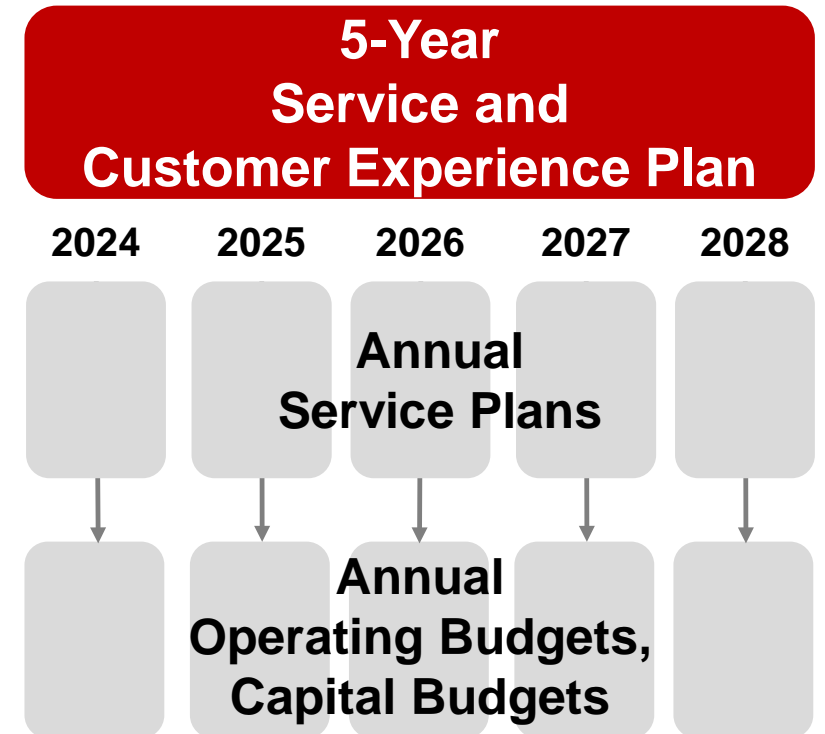 5-Year
Service and
Customer Experience Plan
2024 2025 2026 2027 2028
Annual
Service Plans
Annual
Operating Budgets,
Capital Budgets